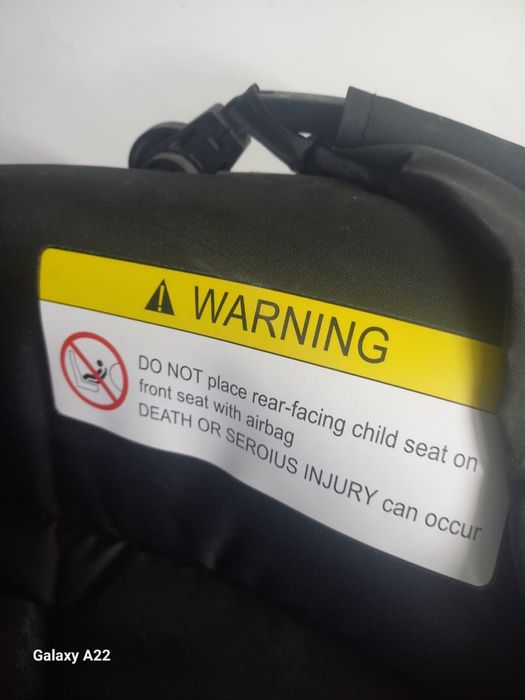 WARNING
DO NOT place rear-facing child seat on
front seat with airbag
DEATH OR SEROIUS INJURY can occur
Galaxy A22